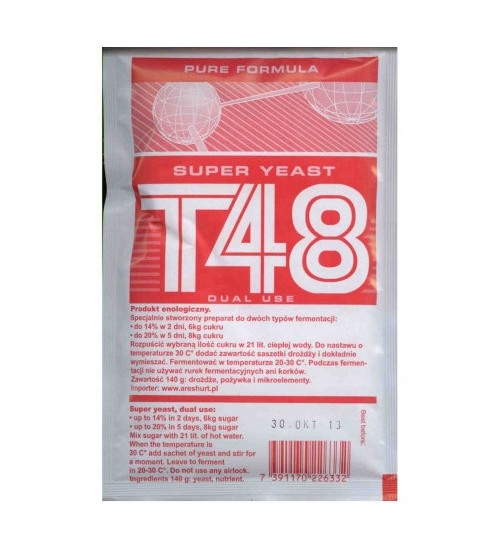 PURE FORMULA
SUPER YEAST
T48
DUAL USE
Produkt enologiczny.
Specjalnie stworzony preparat do dwóch typów fermentacji:
• do 14% w 2 dni, 6kg cukru
• do 20% w 5 dni, 8kg cukru
Rozpuścić wybraną ilość cukru w 21 lit. ciepłej wody. Do nastawu o
temperaturze 30 C° dodać zawartość saszetki drożdży i dokładnie
wymieszać. Fermentować w temperaturze 20-30 C°. Podczas fermen-
tacji nie używać rurek fermentacyjnych ani korków.
Zawartość 140 g: drożdże, pożywka i mikroelementy.
Importer: www.areshurt.pl
Super yeast, dual use:
• up to 14% in 2 days, 6kg sugar
• up to 20% in 5 days, 8kg sugar
Mix sugar with 21 lit. of hot water.
When the temperature is
30 C° add sachet of yeast and stir for
a moment. Leave to ferment
in 20-30 C°. Do not use any airlock.
Ingredients 140 g: yeast, nutrient.
30.OKT 13
Best before:
7 391170 226332